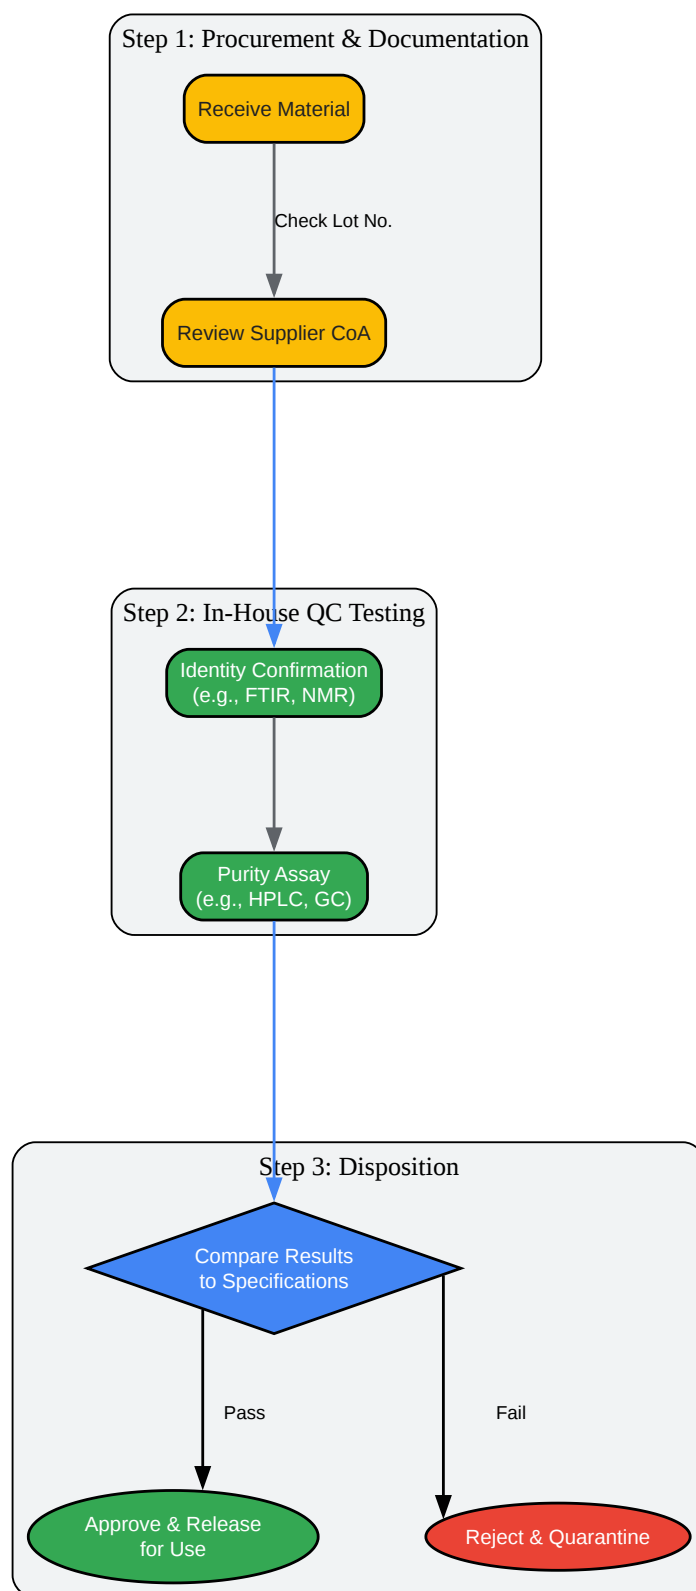 Step 1: Procurement & Documentation
Receive Material
Check Lot No.
Review Supplier CoA
Step 2: In-House QC Testing
Identity Confirmation
(e.g., FTIR, NMR)
Purity Assay
(e.g., HPLC, GC)
Step 3: Disposition
Compare Results
to Specifications
Pass
Fail
Approve & Release
for Use
Reject & Quarantine